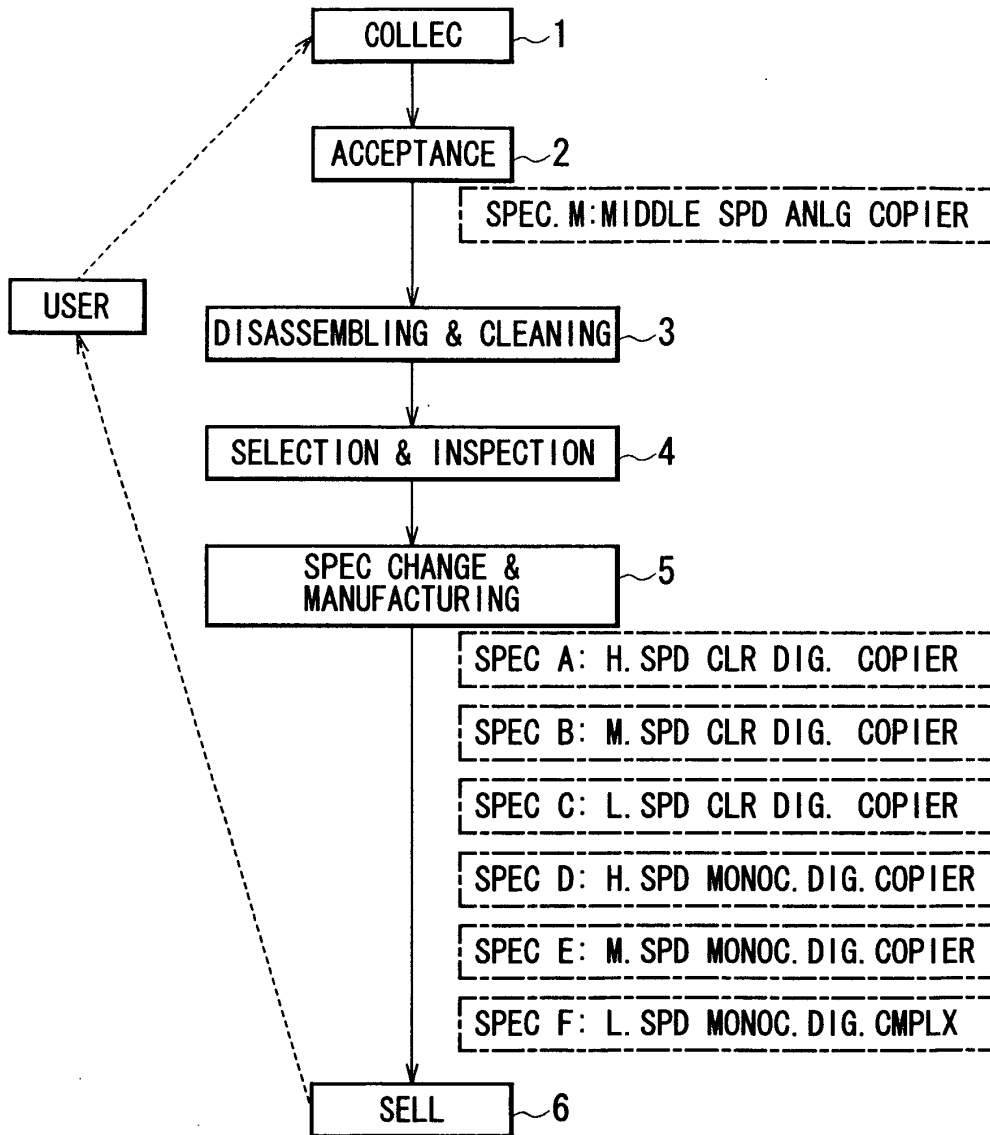 COLLEC 1
ACCEPTANCE 2
SPEC. M:MIDDLE SPD ANLG COPIER
USER
DISASSEMBLING & CLEANING 3
SELECTION & INSPECTION 4
SPEC CHANGE &
MANUFACTURING 5
SPEC A: H. SPD CLR DIG. COPIER
SPEC B: M. SPD CLR DIG. COPIER
SPEC C: L. SPD CLR DIG. COPIER
SPEC D: H. SPD MONOC. DIG. COPIER
SPEC E: M. SPD MONOC. DIG. COPIER
SPEC F: L. SPD MONOC. DIG. CMPLX
SELL 6